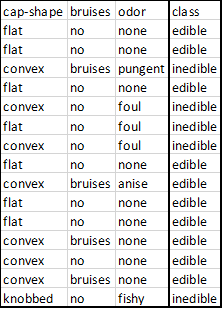 cap-shape bruises odor class
flat no none edible
flat no none edible
convex bruises pungent inedible
flat no none edible
convex no foul inedible
flat no foul inedible
convex no foul inedible
flat no none edible
convex bruises anise edible
flat no none edible
flat no none edible
convex bruises none edible
convex no none edible
convex bruises none edible
knobbed no fishy inedible